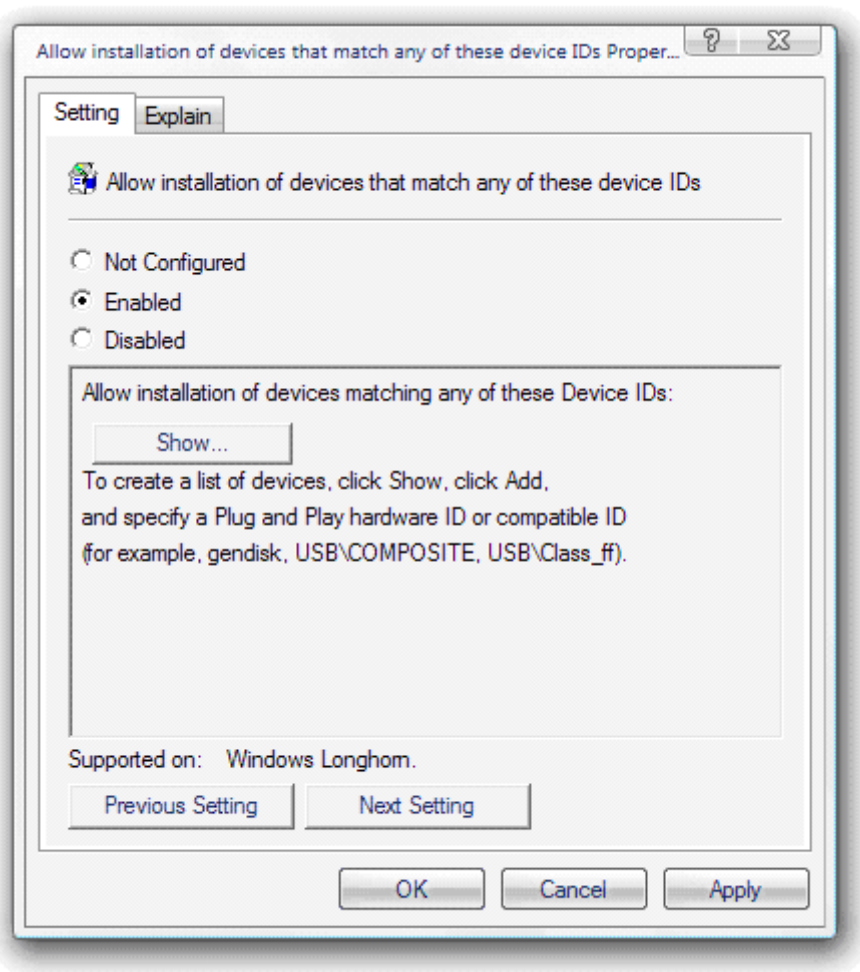 Allow installation of devices that match any of these device IDs Proper...
Setting
Explain
Allow installation of devices that match any of these device IDs
Not Configured
Enabled
Disabled
Allow installation of devices matching any of these Device IDs:
Show...
To create a list of devices, click Show, click Add,
and specify a Plug and Play hardware ID or compatible ID
(for example, gendisk, USB\COMPOSITE, USB\Class_ff).
Supported on: Windows Longhorn.
Previous Setting
Next Setting
OK
Cancel
Apply